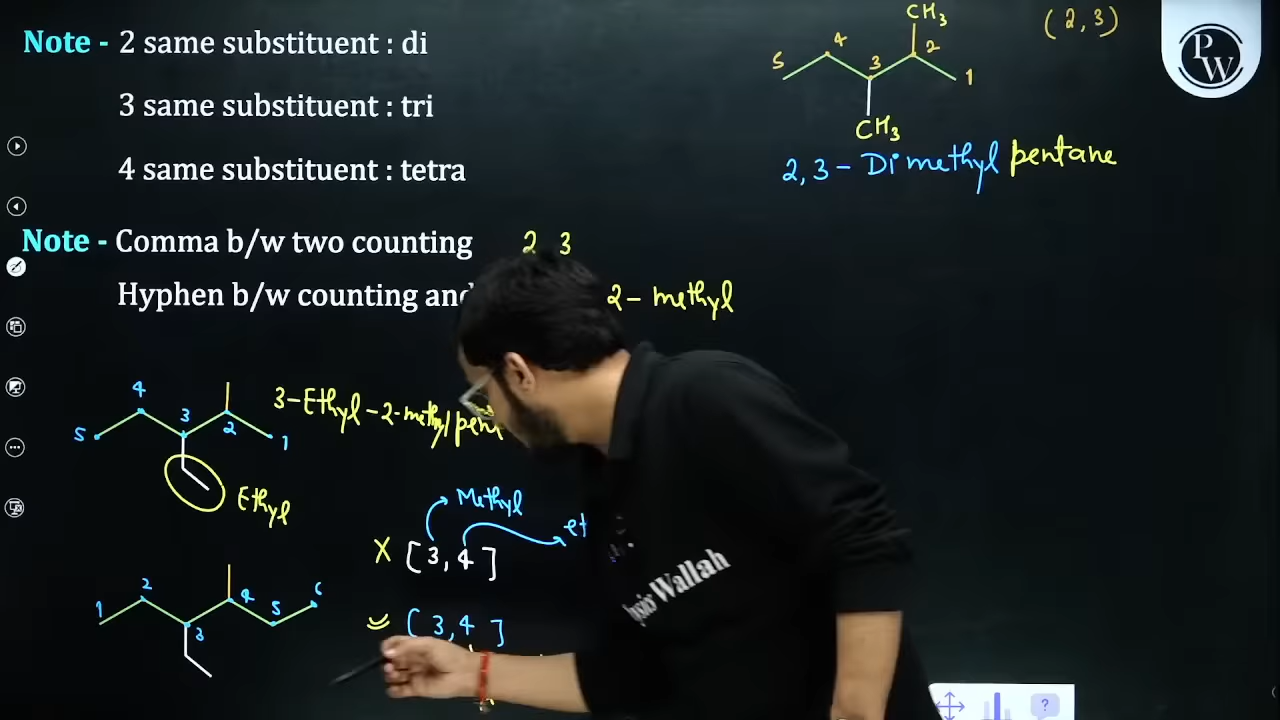 Note - 2 same substituent : di
3 same substituent : tri
4 same substituent : tetra
Note - Comma b/w two counting 2 3
Hyphen b/w counting and
2 - methyl
CH3
(2,3)
5 4 3 2 1
CH3
2,3 - Dimethyl pentane
PW
5 4 3 2 1
3-Ethyl-2-methyl
Ethyl
Methyl
X [3,4]
[3,4]
1 2 3 4 5 6
Wallah
?